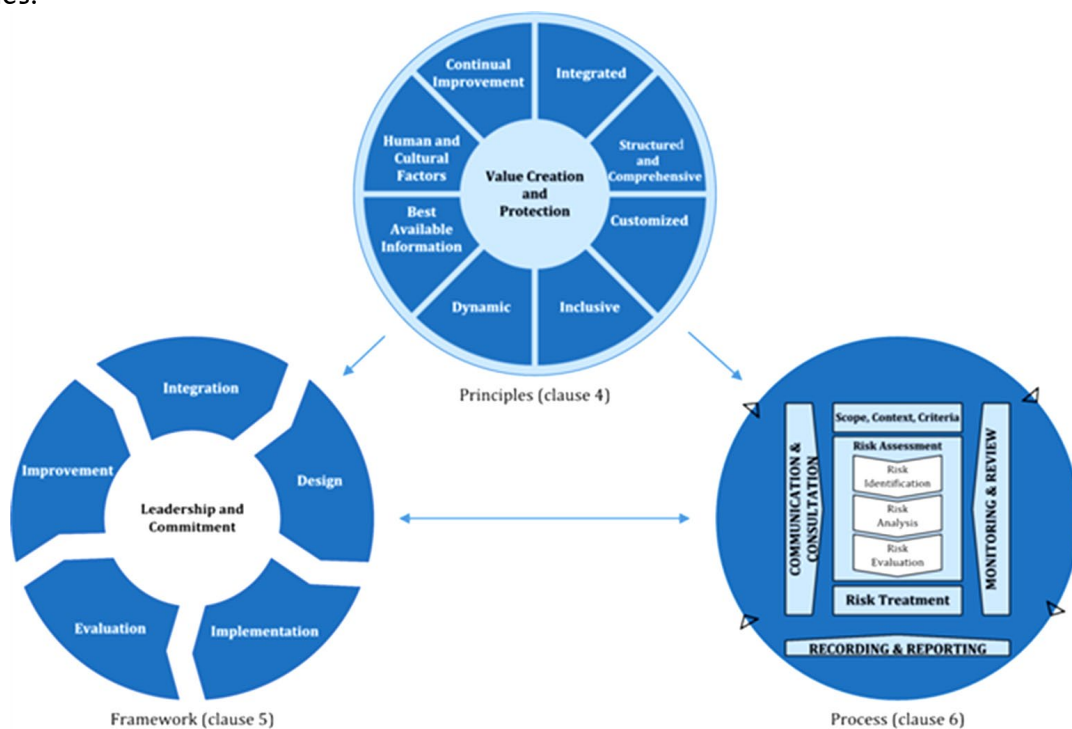 es.
Continual
Improvement
Integrated
Human and
Cultural
Factors
Structured
and
Comprehensive
Value Creation
and
Protection
Best
Available
Information
Customized
Dynamic
Inclusive
Principles (clause 4)
Integration
Improvement
Design
Leadership and
Commitment
Evaluation
Implementation
Framework (clause 5)
Scope, Context, Criteria
Risk Assessment
Risk
Identification
Risk
Analysis
Risk
Evaluation
Risk Treatment
COMMUNICATION &
CONSULTATION
MONITORING & REVIEW
RECORDING & REPORTING
Process (clause 6)